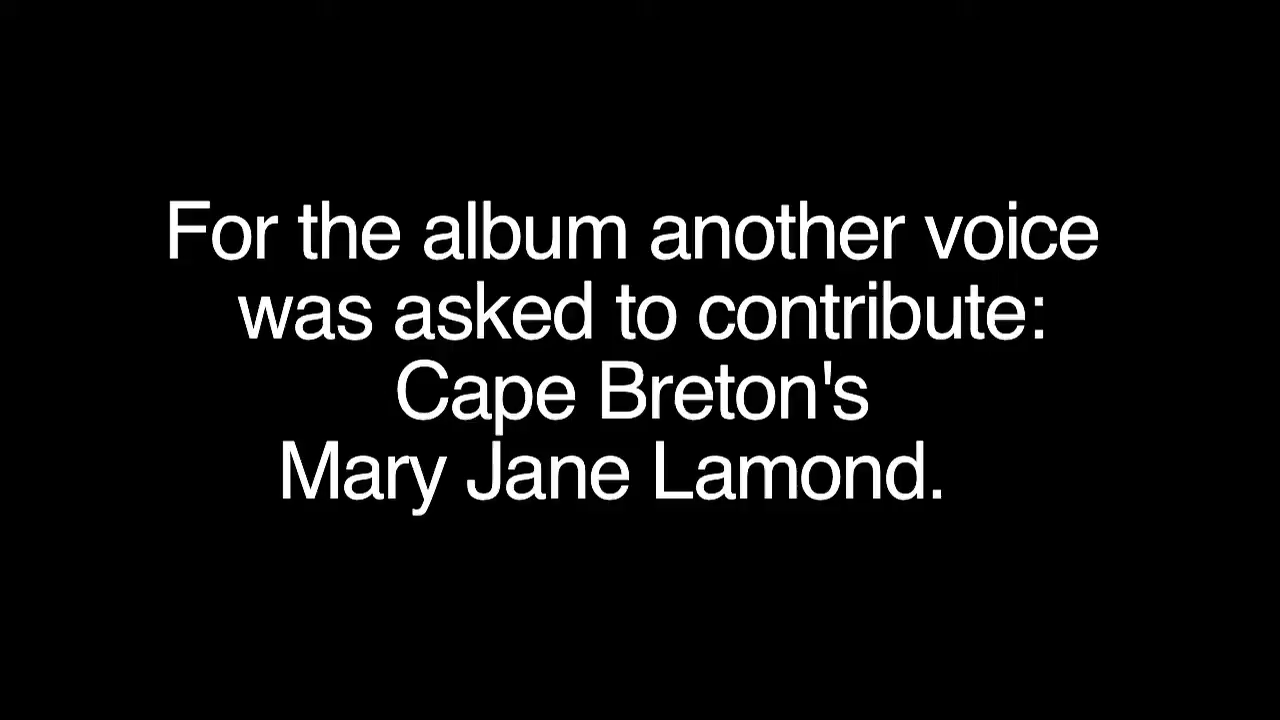 For the album another voice
was asked to contribute:
Cape Breton's
Mary Jane Lamond.